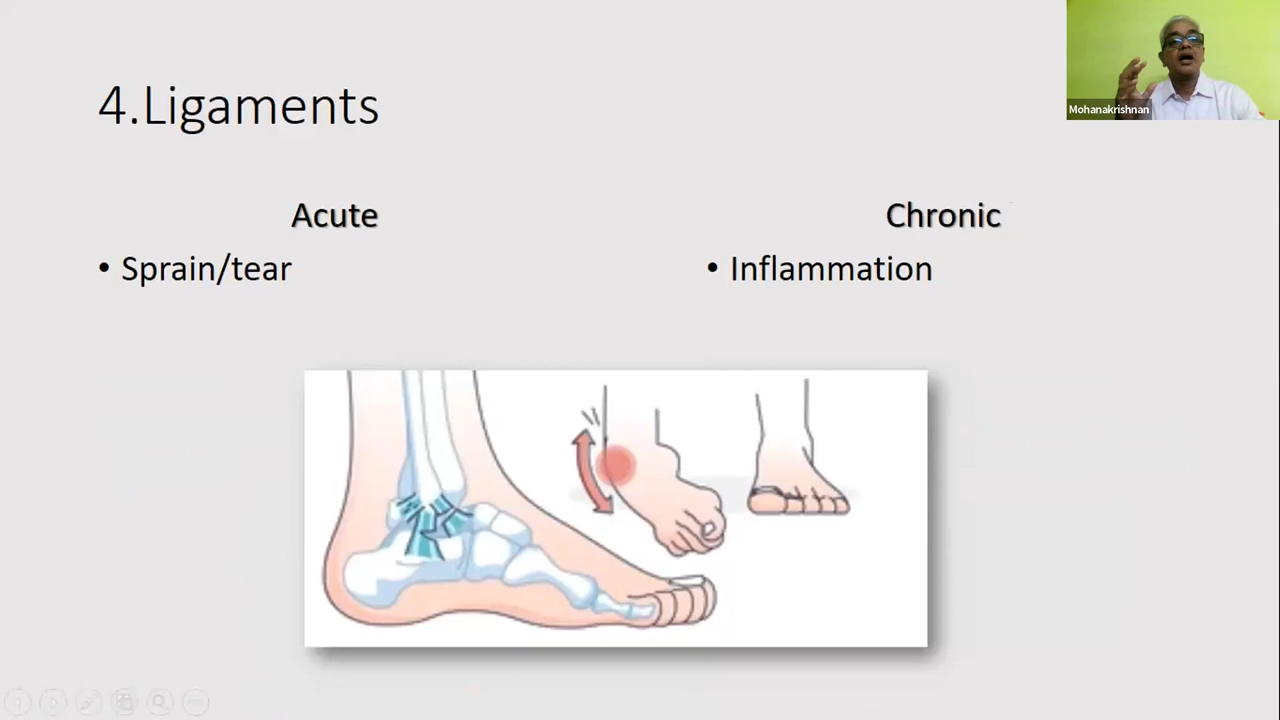 4.Ligaments
Acute
• Sprain/tear
Chronic
• Inflammation
Mohanakrishnan